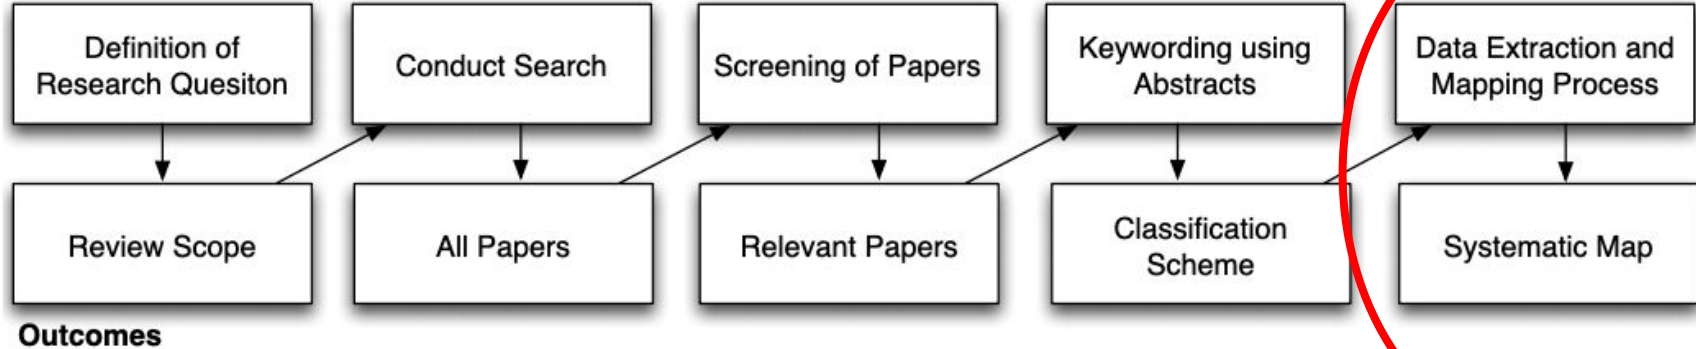 Definition of
Research Quesiton
Conduct Search
Screening of Papers
Keywording using
Abstracts
Data Extraction and
Mapping Process
Review Scope
All Papers
Relevant Papers
Classification
Scheme
Systematic Map
Outcomes